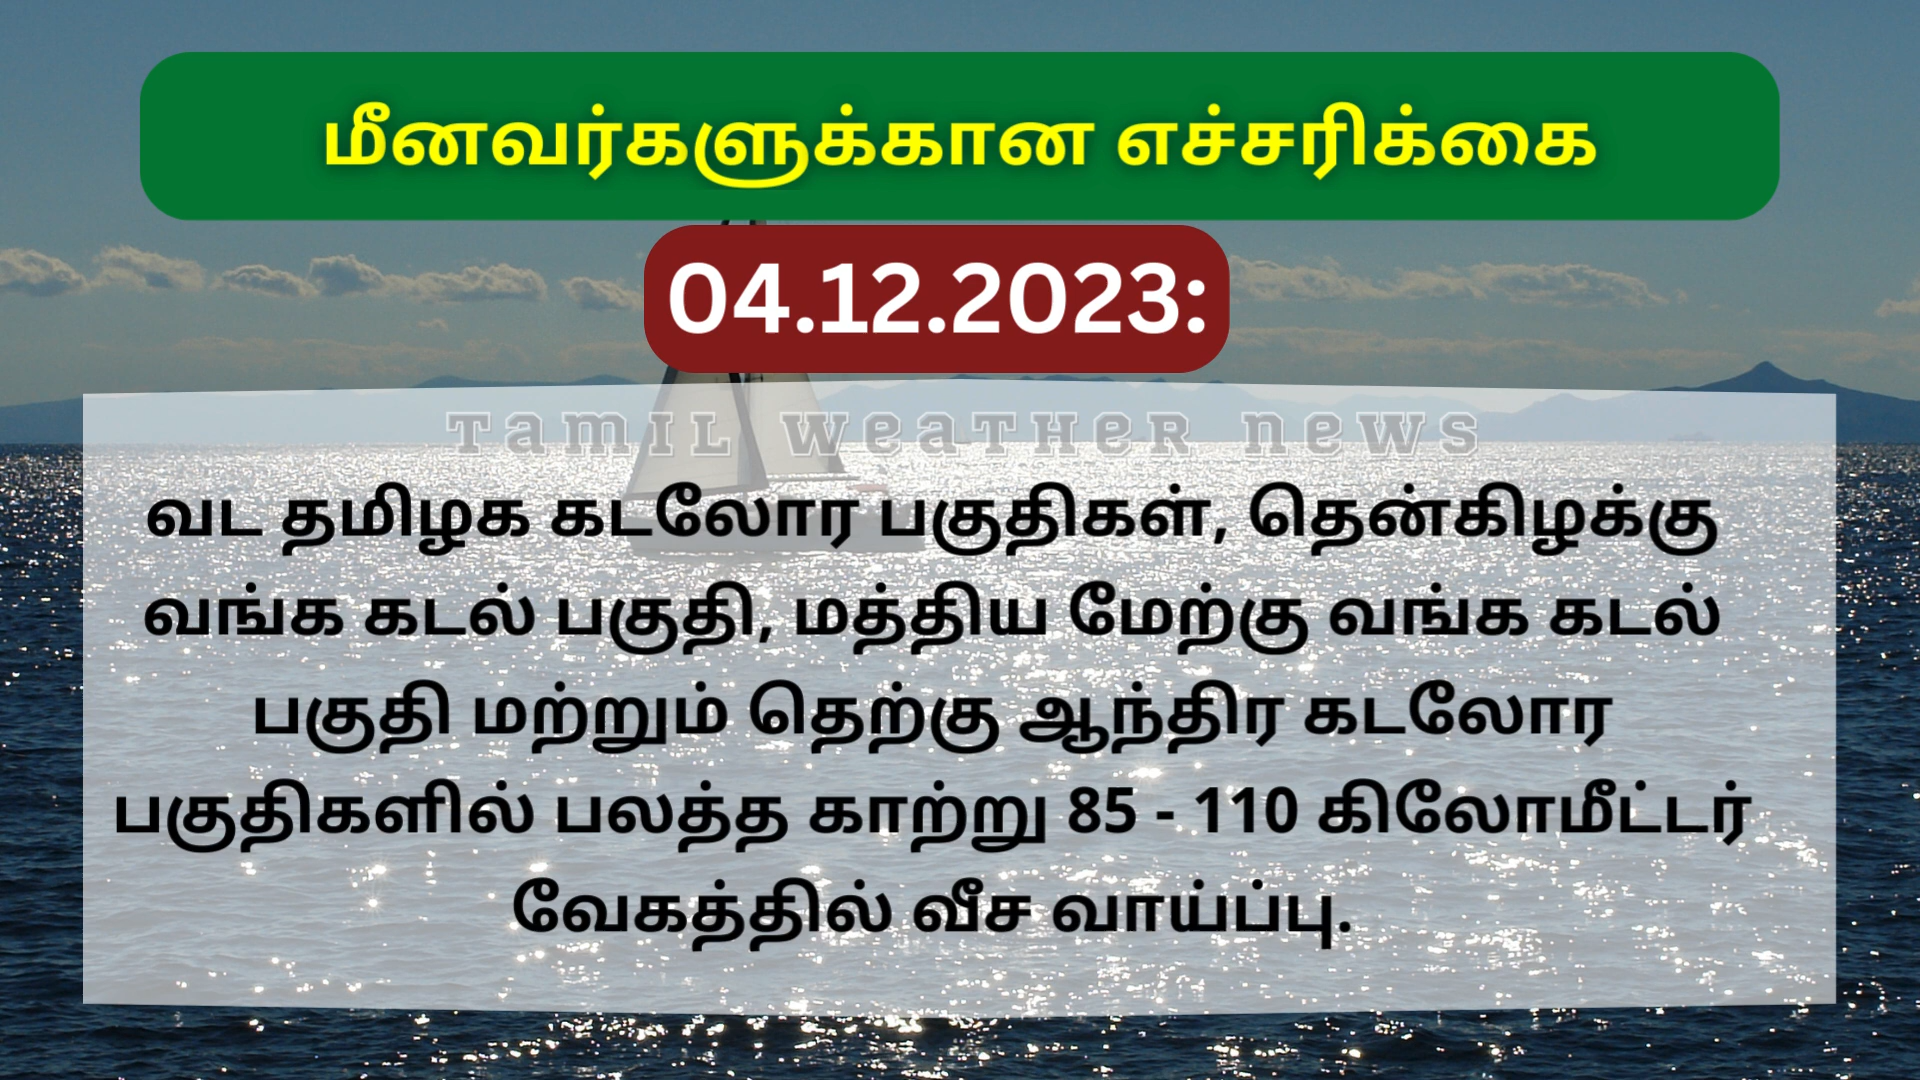 மீனவர்களுக்கான எச்சரிக்கை
04.12.2023:
TAMIL WEATHER NEWS
வட தமிழக கடலோர பகுதிகள், தென்கிழக்கு
வங்க கடல் பகுதி, மத்திய மேற்கு வங்க கடல்
பகுதி மற்றும் தெற்கு ஆந்திர கடலோர
பகுதிகளில் பலத்த காற்று 85 - 110 கிலோமீட்டர்
வேகத்தில் வீச வாய்ப்பு.